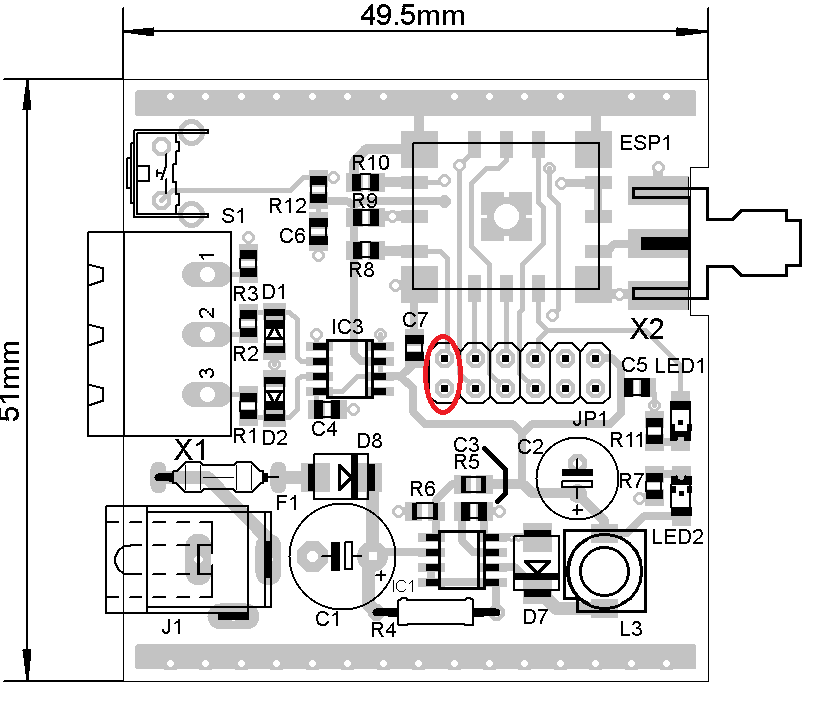 49.5mm
ESP1
R10
R12
R9
S1
C6
R8
1
R3
D1
C7
IC3
X2
2
R2
51mm
3
C5
LED1
R1
D2
C4
JP1
R11
X1
D8
C3
C2
R5
R7
F1
R6
+
LED2
+
IC1
J1
C1
R4
D7
L3